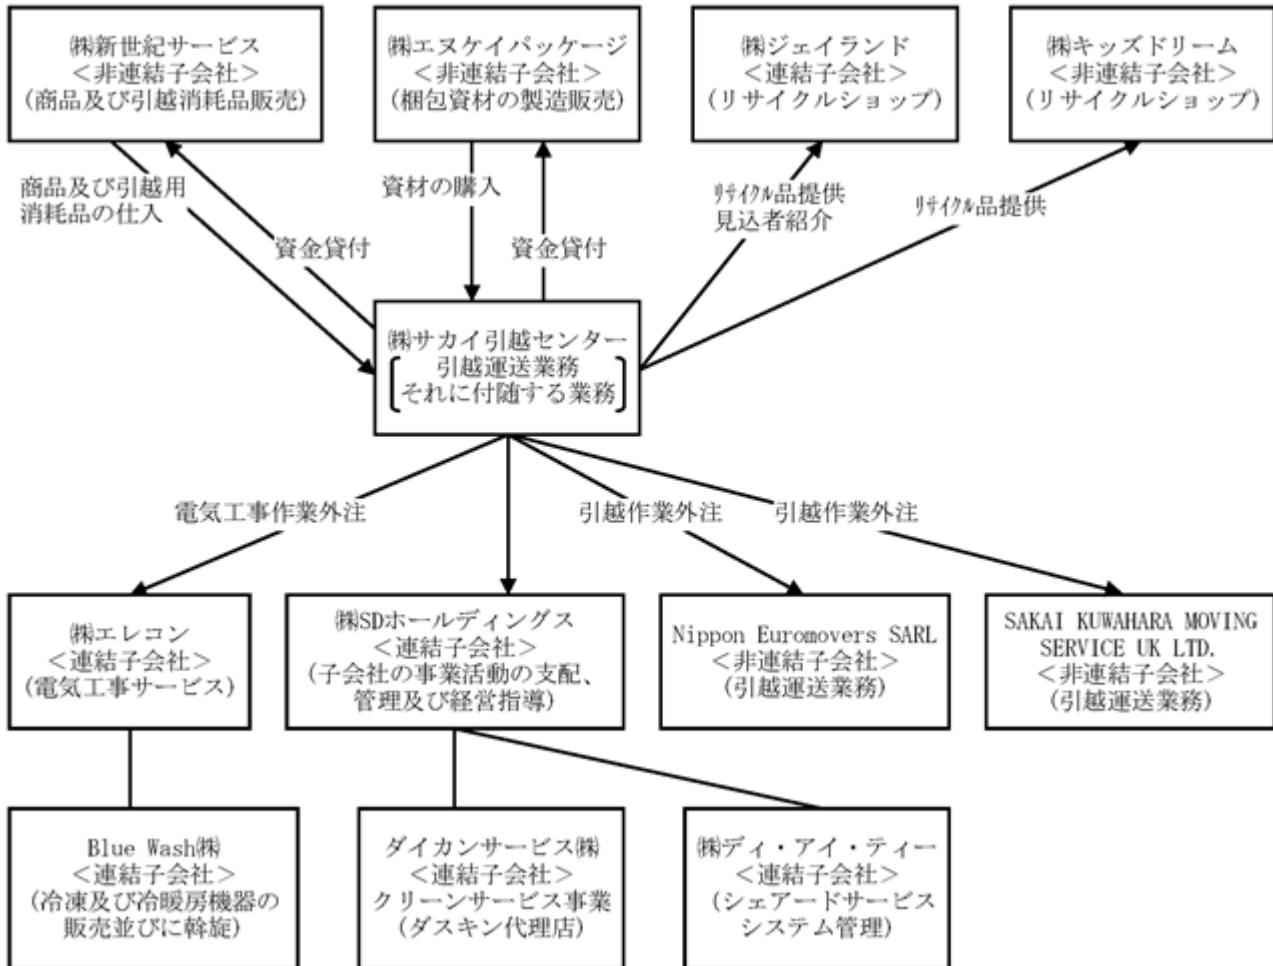 ㈱新世紀サービス
＜非連結子会社＞
(商品及び引越消耗品販売)
㈱エヌケイパッケージ
＜非連結子会社＞
(梱包資材の製造販売)
㈱ジェイランド
＜連結子会社＞
(リサイクルショップ)
㈱キッズドリーム
＜非連結子会社＞
(リサイクルショップ)
商品及び引越用
消耗品の仕入
資金貸付
資材の購入
資金貸付
ﾘｻｲｸﾙ品提供
見込者紹介
ﾘｻｲｸﾙ品提供
㈱サカイ引越センター
引越運送業務
それに付随する業務
電気工事作業外注
引越作業外注
引越作業外注
㈱エレコン
＜連結子会社＞
(電気工事サービス)
㈱SDホールディングス
＜連結子会社＞
(子会社の事業活動の支配、
管理及び経営指導)
Nippon Euromovers SARL
＜非連結子会社＞
(引越運送業務)
SAKAI KUWAHARA MOVING
SERVICE UK LTD.
＜非連結子会社＞
(引越運送業務)
Blue Wash㈱
＜連結子会社＞
(冷凍及び冷暖房機器の
販売並びに斡旋)
ダイカンサービス㈱
＜連結子会社＞
クリーンサービス事業
(ダスキン代理店)
㈱ディ・アイ・ティー
＜連結子会社＞
(シェアードサービス
システム管理)